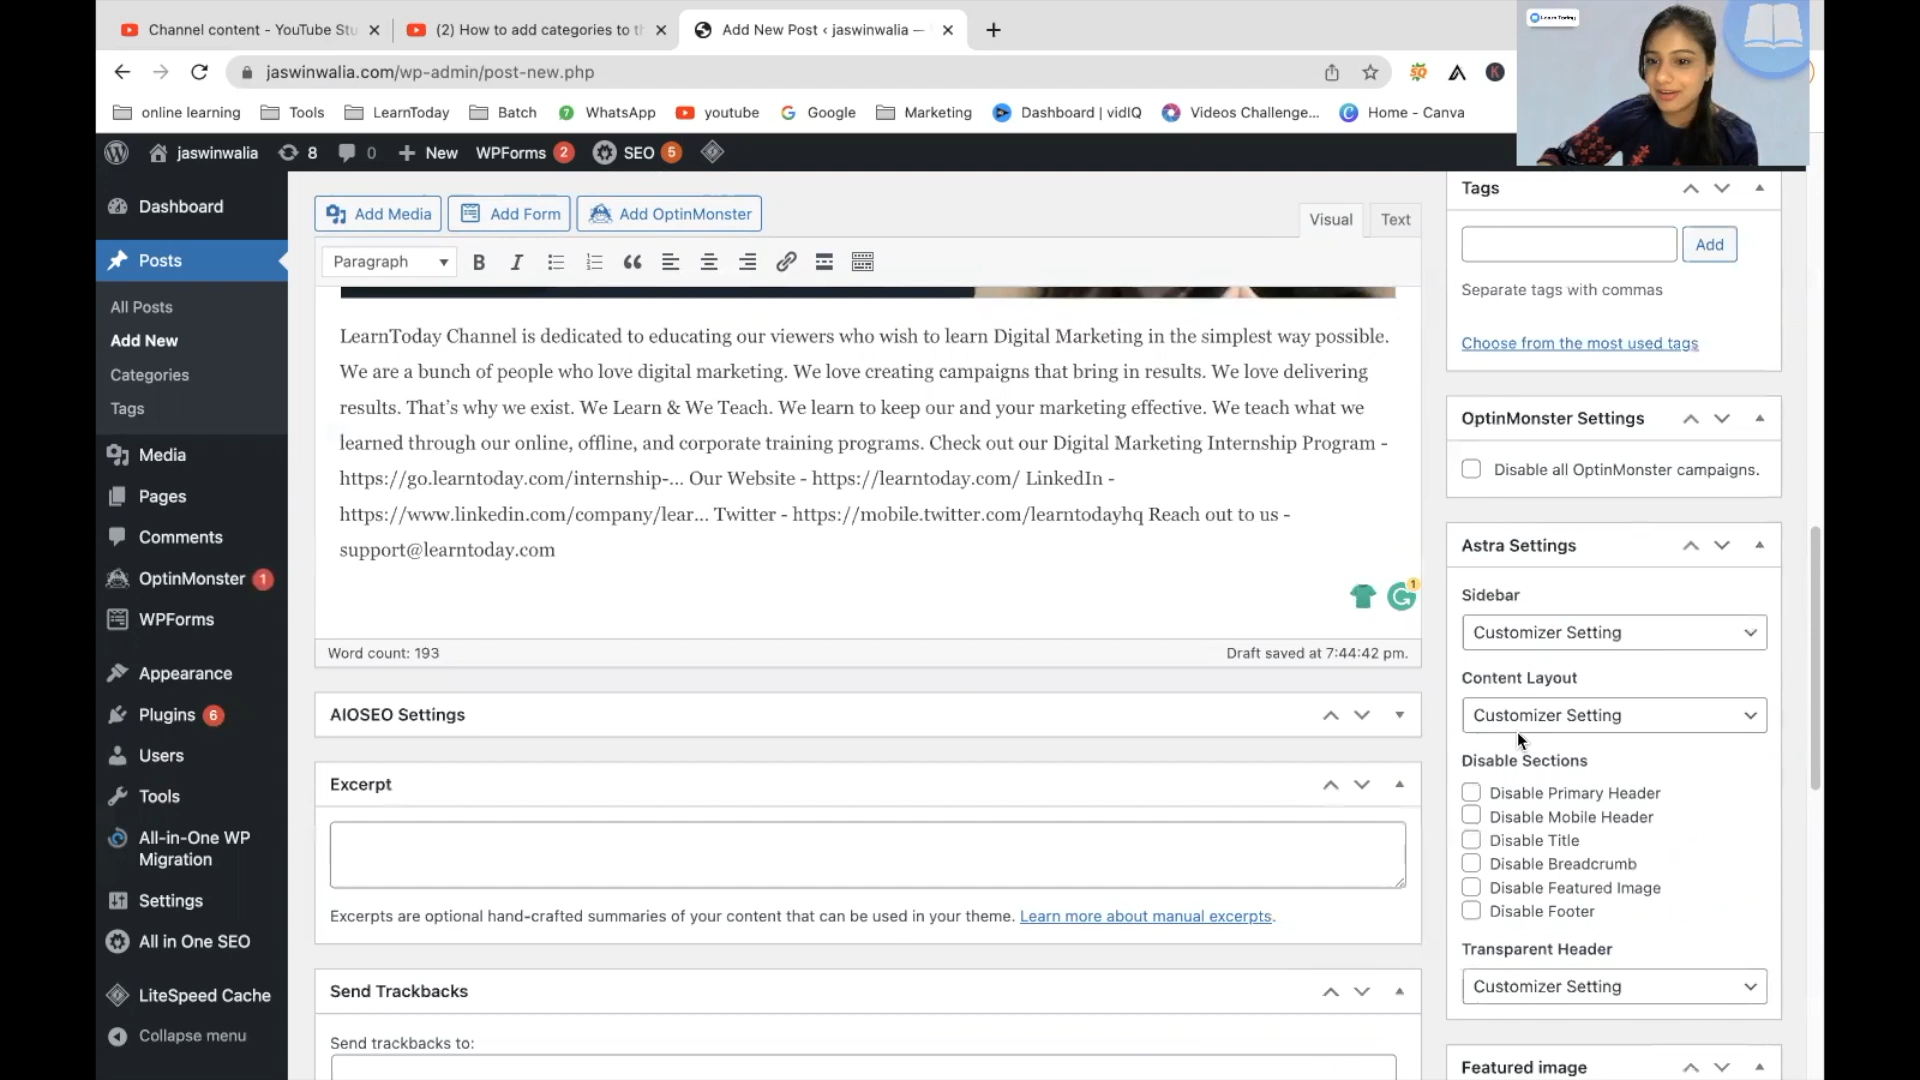 Channel content - YouTube Stu
(2) How to add categories to th
Add New Post ‹ jaswinwalia —
Learn Today
jaswinwalia.com/wp-admin/post-new.php
SQ
K
online learning
Tools
LearnToday
Batch
WhatsApp
youtube
Google
Marketing
Dashboard | vidIQ
Videos Challenge...
Home - Canva
jaswinwalia
8
0
New
WPForms 2
SEO 5
Dashboard
Posts
All Posts
Add New
Categories
Tags
Media
Pages
Comments
OptinMonster 1
WPForms
Appearance
Plugins 6
Users
Tools
All-in-One WP
Migration
Settings
All in One SEO
LiteSpeed Cache
Collapse menu
Add Media
Add Form
Add OptinMonster
Visual
Text
Paragraph
B
I
LearnToday Channel is dedicated to educating our viewers who wish to learn Digital Marketing in the simplest way possible.
We are a bunch of people who love digital marketing. We love creating campaigns that bring in results. We love delivering
results. That's why we exist. We Learn & We Teach. We learn to keep our and your marketing effective. We teach what we
learned through our online, offline, and corporate training programs. Check out our Digital Marketing Internship Program -
https://go.learntoday.com/internship-... Our Website - https://learntoday.com/ LinkedIn -
https://www.linkedin.com/company/lear... Twitter - https://mobile.twitter.com/learntodayhq Reach out to us -
support@learntoday.com
1
Word count: 193
Draft saved at 7:44:42 pm.
AIOSEO Settings
Excerpt
Excerpts are optional hand-crafted summaries of your content that can be used in your theme. Learn more about manual excerpts.
Send Trackbacks
Send trackbacks to:
Tags
Add
Separate tags with commas
Choose from the most used tags
OptinMonster Settings
Disable all OptinMonster campaigns.
Astra Settings
Sidebar
Customizer Setting
Content Layout
Customizer Setting
Disable Sections
Disable Primary Header
Disable Mobile Header
Disable Title
Disable Breadcrumb
Disable Featured Image
Disable Footer
Transparent Header
Customizer Setting
Featured image